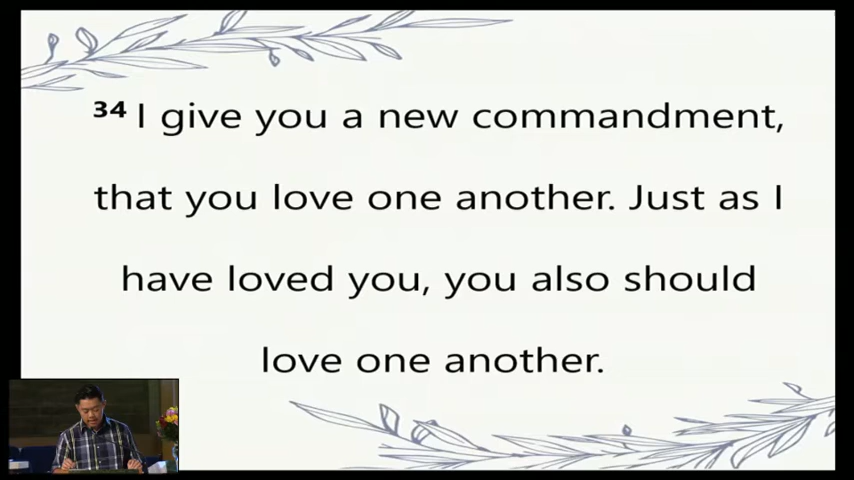 34 I give you a new commandment,
that you love one another. Just as I
have loved you, you also should
love one another.